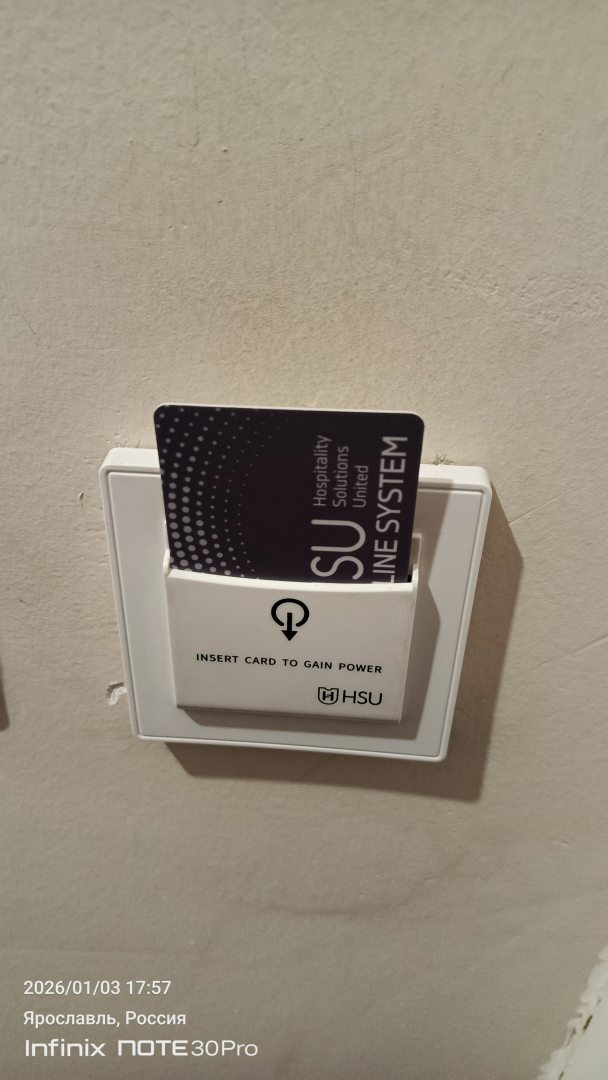 Hospitality
Solutions
United
SU
LINE SYSTEM
INSERT CARD TO GAIN POWER
HSU
2026/01/03 17:57
Ярославль, Россия
Infinix NOTE30Pro